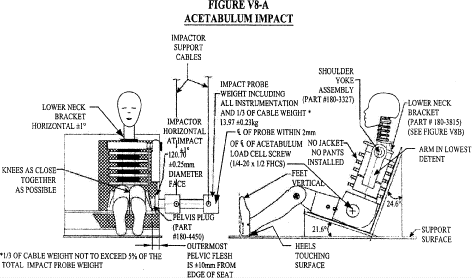 FIGURE V8-A
ACETABULUM IMPACT
IMPACTOR
SUPPORT
CABLES
LOWER NECK
BRACKET
HORIZONTAL ±1°
IMPACTOR
HORIZONTAL
AT IMPACT
±1°
120.70
±0.25mm
DIAMETER
FACE
KNEES AS CLOSE
TOGETHER
AS POSSIBLE
IMPACT PROBE
WEIGHT INCLUDING
ALL INSTRUMENTATION
AND 1/3 OF CABLE WEIGHT *
13.97 ±0.23kg
℄ OF PROBE WITHIN 2mm
OF ℄ OF ACETABULUM
LOAD CELL SCREW
(1/4-20 x 1/2 FHCS)
PELVIS PLUG
(PART
#180-4450)
OUTERMOST
PELVIC FLESH
IS ±10mm FROM
EDGE OF SEAT
*1/3 OF CABLE WEIGHT NOT TO EXCEED 5% OF THE
TOTAL IMPACT PROBE WEIGHT
SHOULDER
YOKE
ASSEMBLY
(PART #180-3327)
LOWER NECK
BRACKET
(PART # 180-3815)
(SEE FIGURE V8B)
NO JACKET
NO PANTS
INSTALLED
ARM IN LOWEST
DETENT
FEET
VERTICAL
24.6°
21.6°
SUPPORT
SURFACE
HEELS
TOUCHING
SURFACE